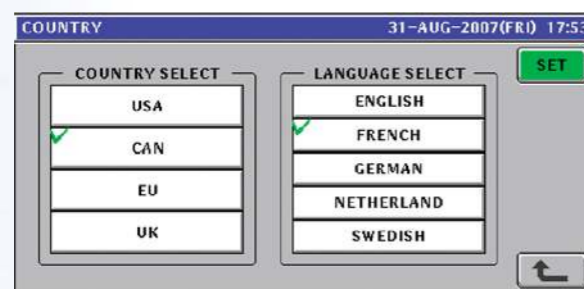 COUNTRY 31-AUG-2007(FRI) 17:53
COUNTRY SELECT
USA
CAN
EU
UK
LANGUAGE SELECT
ENGLISH
FRENCH
GERMAN
NETHERLAND
SWEDISH
SET